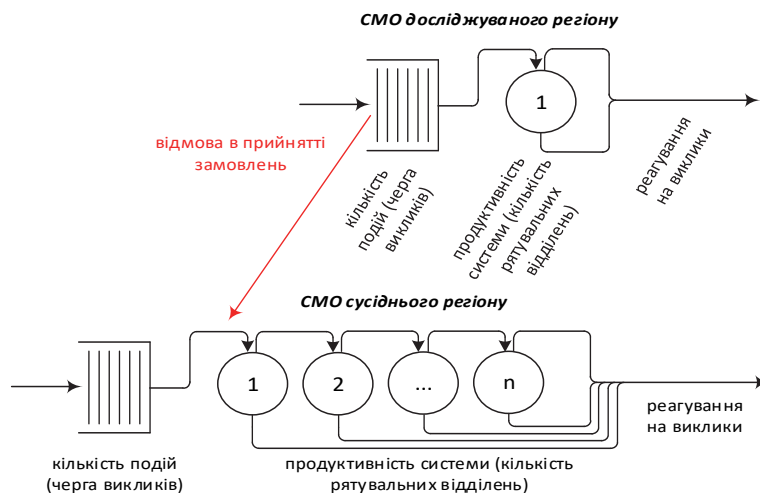 СМО досліджуваного регіону
1
відмова в прийнятті
замовлень
кількість
подій (черга
викликів)
продуктивність
системи (кількість
рятувальних
відділень)
реагування
на виклики
СМО сусіднього регіону
1
2
...
n
реагування
на виклики
кількість подій
(черга викликів)
продуктивність системи (кількість
рятувальних відділень)